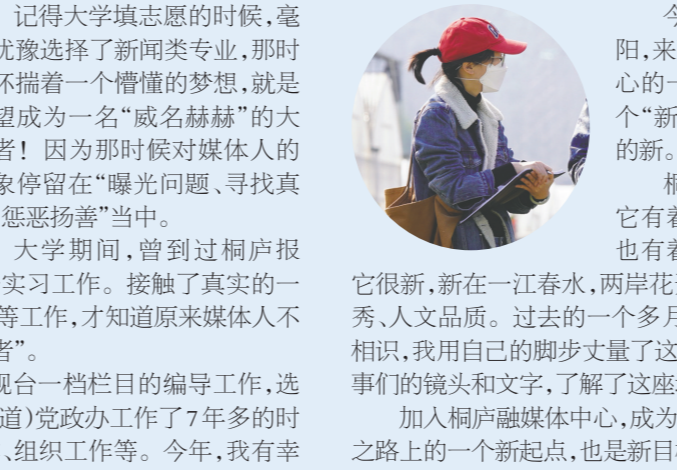 记得大学填志愿的时候,毫
犹豫选择了新闻类专业,那时
怀揣着一个懵懂的梦想,就是
望成为一名“威名赫赫”的大
者！因为那时候对媒体人的
象停留在“曝光问题、寻找真
惩恶扬善”当中。
大学期间,曾到过桐庐报
实习工作。接触了真实的一
等工作,才知道原来媒体人不
者”。
视台一档栏目的编导工作,选
道)党政办工作了7年多的时
、组织工作等。今年,我有幸
今
阳,来
心的一
个“新
的新。
桐
它有着
也有着
它很新,新在一江春水,两岸花
秀、人文品质。过去的一个多月
相识,我用自己的脚步丈量了这
事们的镜头和文字,了解了这座
加入桐庐融媒体中心,成为
之路上的一个新起点,也是新目